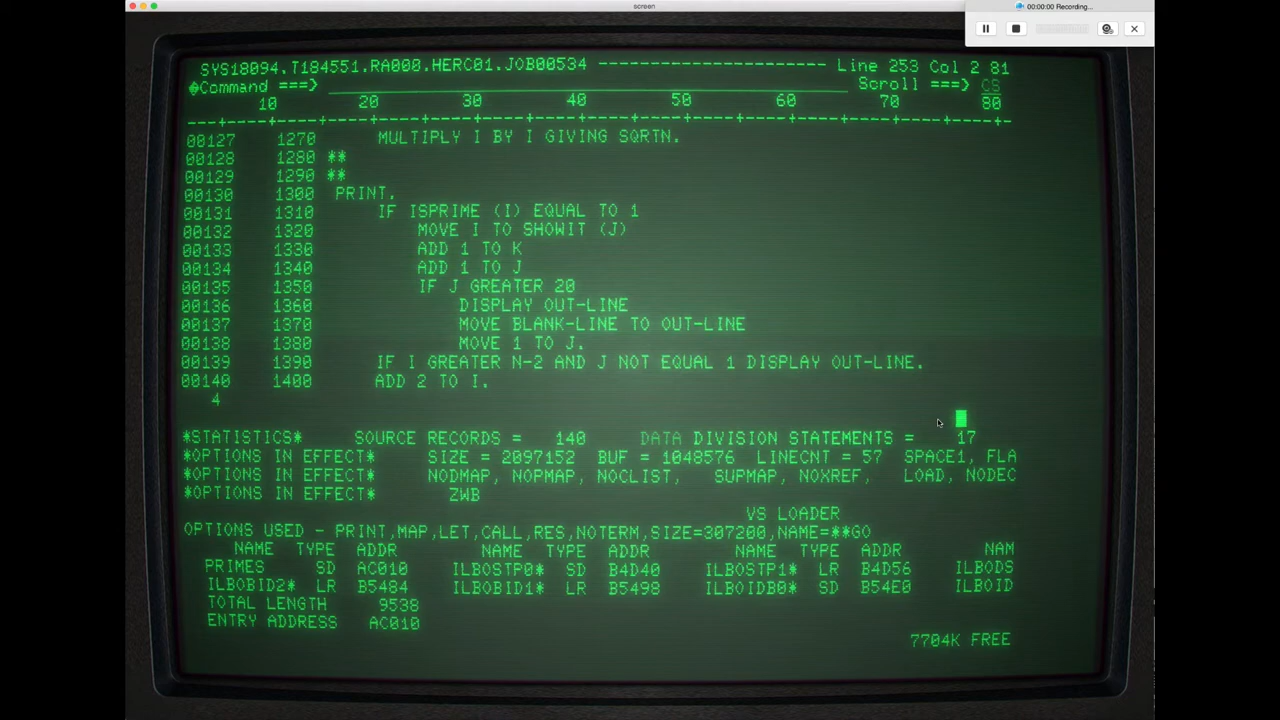 screen
00:00:00 Recording...
SYS18094.T184551.RA000.HERC01.JOB00534 ---------------------- Line 253 Col 2 81
Command ===> Scroll ===> CS
10 20 30 40 50 60 70 80
----+----+----+----+----+----+----+----+----+----+----+----+----+----+----+----+-
00127 1270 MULTIPLY I BY I GIVING SQRTN.
00128 1280 **
00129 1290 **
00130 1300 PRINT.
00131 1310 IF ISPRIME (I) EQUAL TO 1
00132 1320 MOVE I TO SHOWIT (J)
00133 1330 ADD 1 TO K
00134 1340 ADD 1 TO J
00135 1350 IF J GREATER 20
00136 1360 DISPLAY OUT-LINE
00137 1370 MOVE BLANK-LINE TO OUT-LINE
00138 1380 MOVE 1 TO J.
00139 1390 IF I GREATER N-2 AND J NOT EQUAL 1 DISPLAY OUT-LINE.
00140 1400 ADD 2 TO I.
4
*STATISTICS* SOURCE RECORDS = 140 DATA DIVISION STATEMENTS = 17
*OPTIONS IN EFFECT* SIZE = 2097152 BUF = 1048576 LINECNT = 57 SPACE1, FLA
*OPTIONS IN EFFECT* NODMAP, NOPMAP, NOCLIST, SUPMAP, NOXREF, LOAD, NODEC
*OPTIONS IN EFFECT* ZWB
VS LOADER
OPTIONS USED - PRINT,MAP,LET,CALL,RES,NOTERM,SIZE=307200,NAME=**GO
NAME TYPE ADDR NAME TYPE ADDR NAME TYPE ADDR NAM
PRIMES SD AC010 ILBOSTP0* SD B4D40 ILBOSTP1* LR B4D56 ILBODS
ILBOBID2* LR B5484 ILBOBID1* LR B5498 ILBOIDB0* SD B54E0 ILBOID
TOTAL LENGTH 9538
ENTRY ADDRESS AC010
7704K FREE